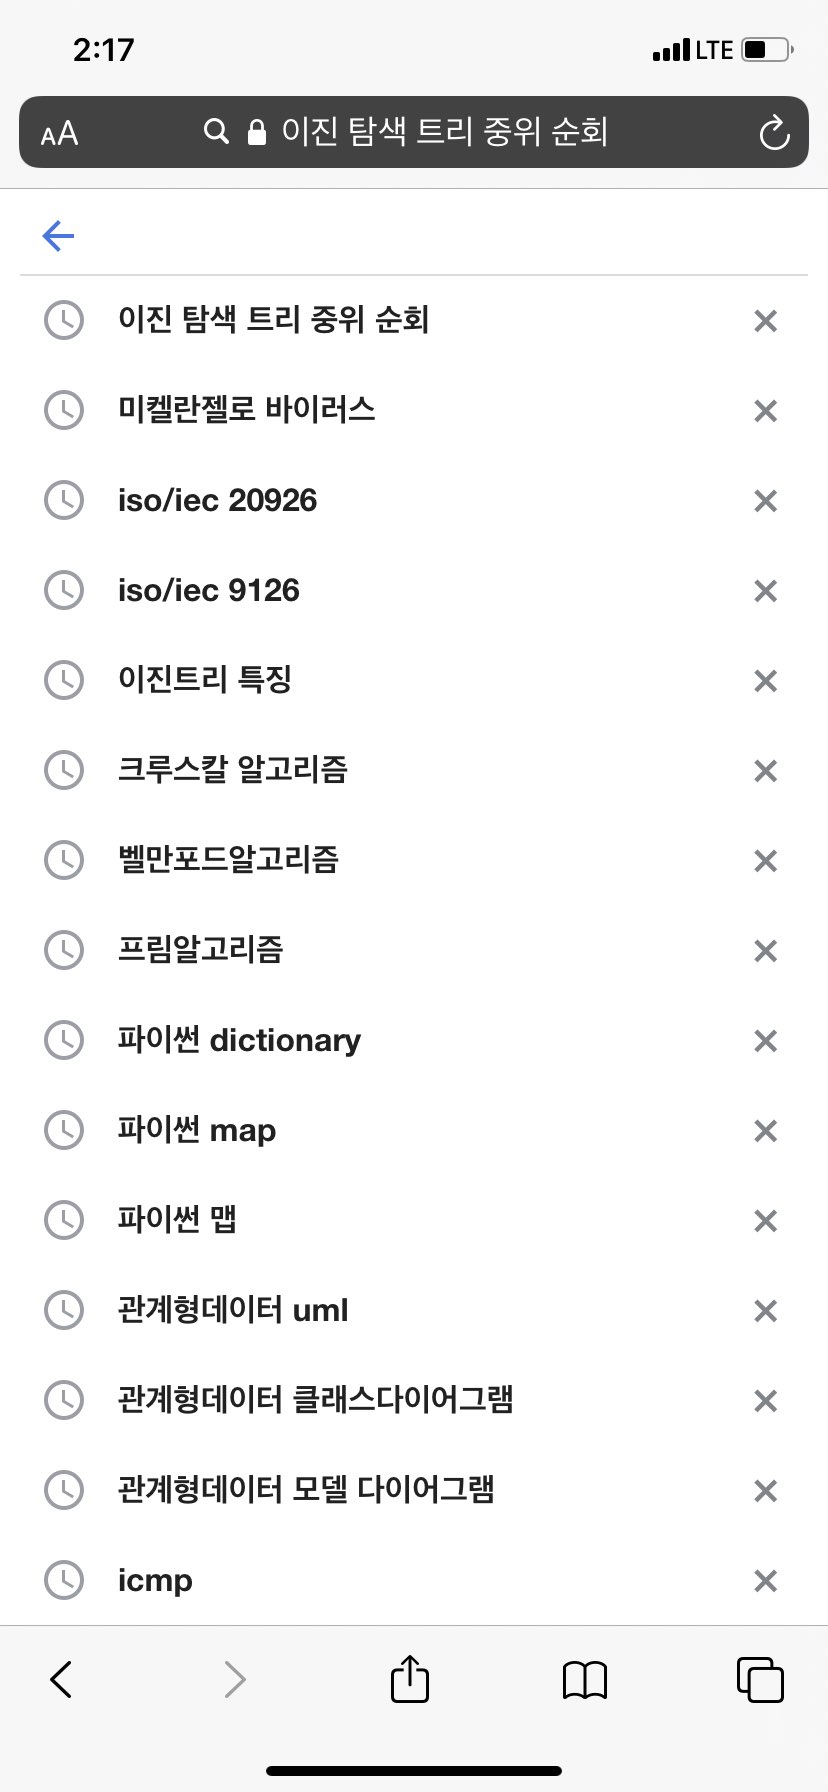 2:17
LTE
AA
이진 탐색 트리 중위 순회
이진 탐색 트리 중위 순회
미켈란젤로 바이러스
iso/iec 20926
iso/iec 9126
이진트리 특징
크루스칼 알고리즘
벨만포드알고리즘
프림알고리즘
파이썬 dictionary
파이썬 map
파이썬 맵
관계형데이터 uml
관계형데이터 클래스다이어그램
관계형데이터 모델 다이어그램
icmp